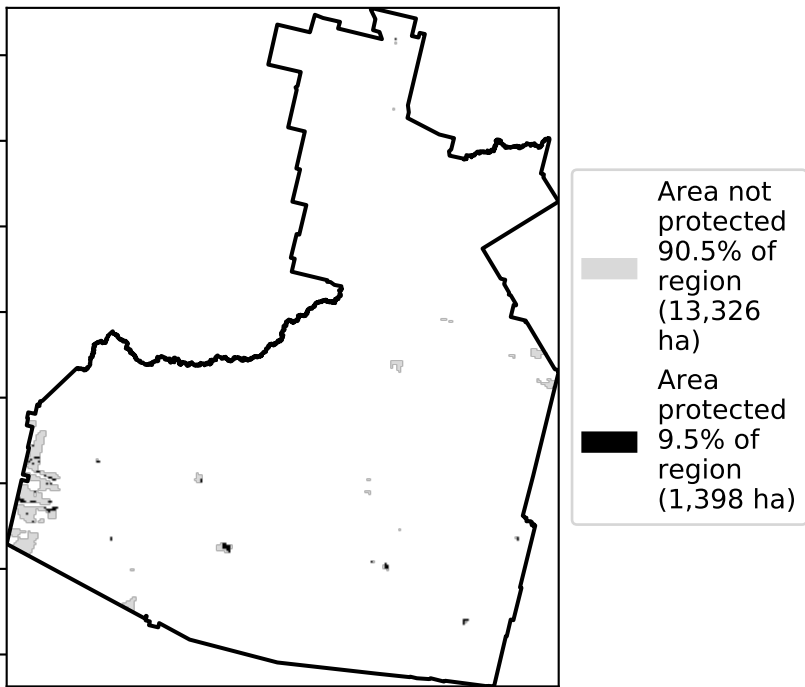 Area not
protected
90.5% of
region
(13,326
ha)
Area
protected
9.5% of
region
(1,398 ha)